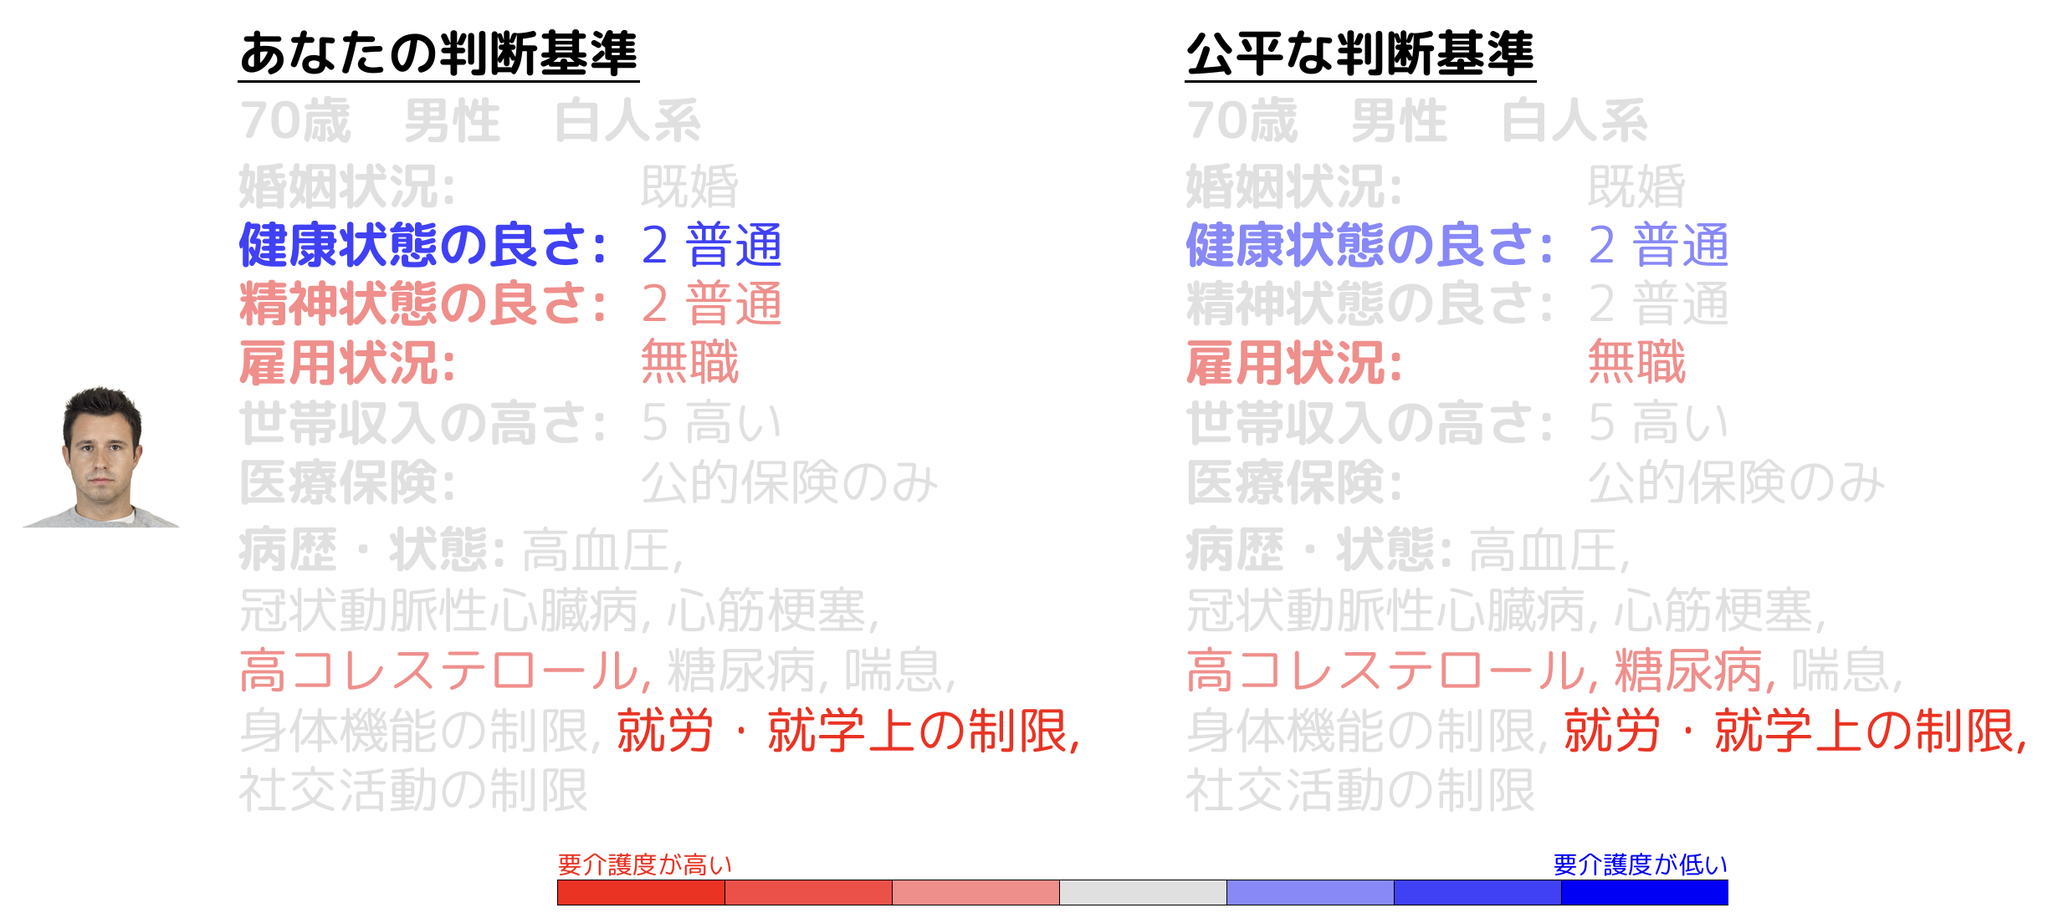 あなたの判断基準
70歳 男性 白人系
婚姻状況: 既婚
健康状態の良さ: 2 普通
精神状態の良さ: 2 普通
雇用状況: 無職
世帯収入の高さ: 5 高い
医療保険: 公的保険のみ
病歴・状態: 高血圧,
冠状動脈性心臓病, 心筋梗塞,
高コレステロール, 糖尿病, 喘息,
身体機能の制限, 就労・就学上の制限,
社交活動の制限
公平な判断基準
70歳 男性 白人系
婚姻状況: 既婚
健康状態の良さ: 2 普通
精神状態の良さ: 2 普通
雇用状況: 無職
世帯収入の高さ: 5 高い
医療保険: 公的保険のみ
病歴・状態: 高血圧,
冠状動脈性心臓病, 心筋梗塞,
高コレステロール, 糖尿病, 喘息,
身体機能の制限, 就労・就学上の制限,
社交活動の制限
要介護度が高い
要介護度が低い